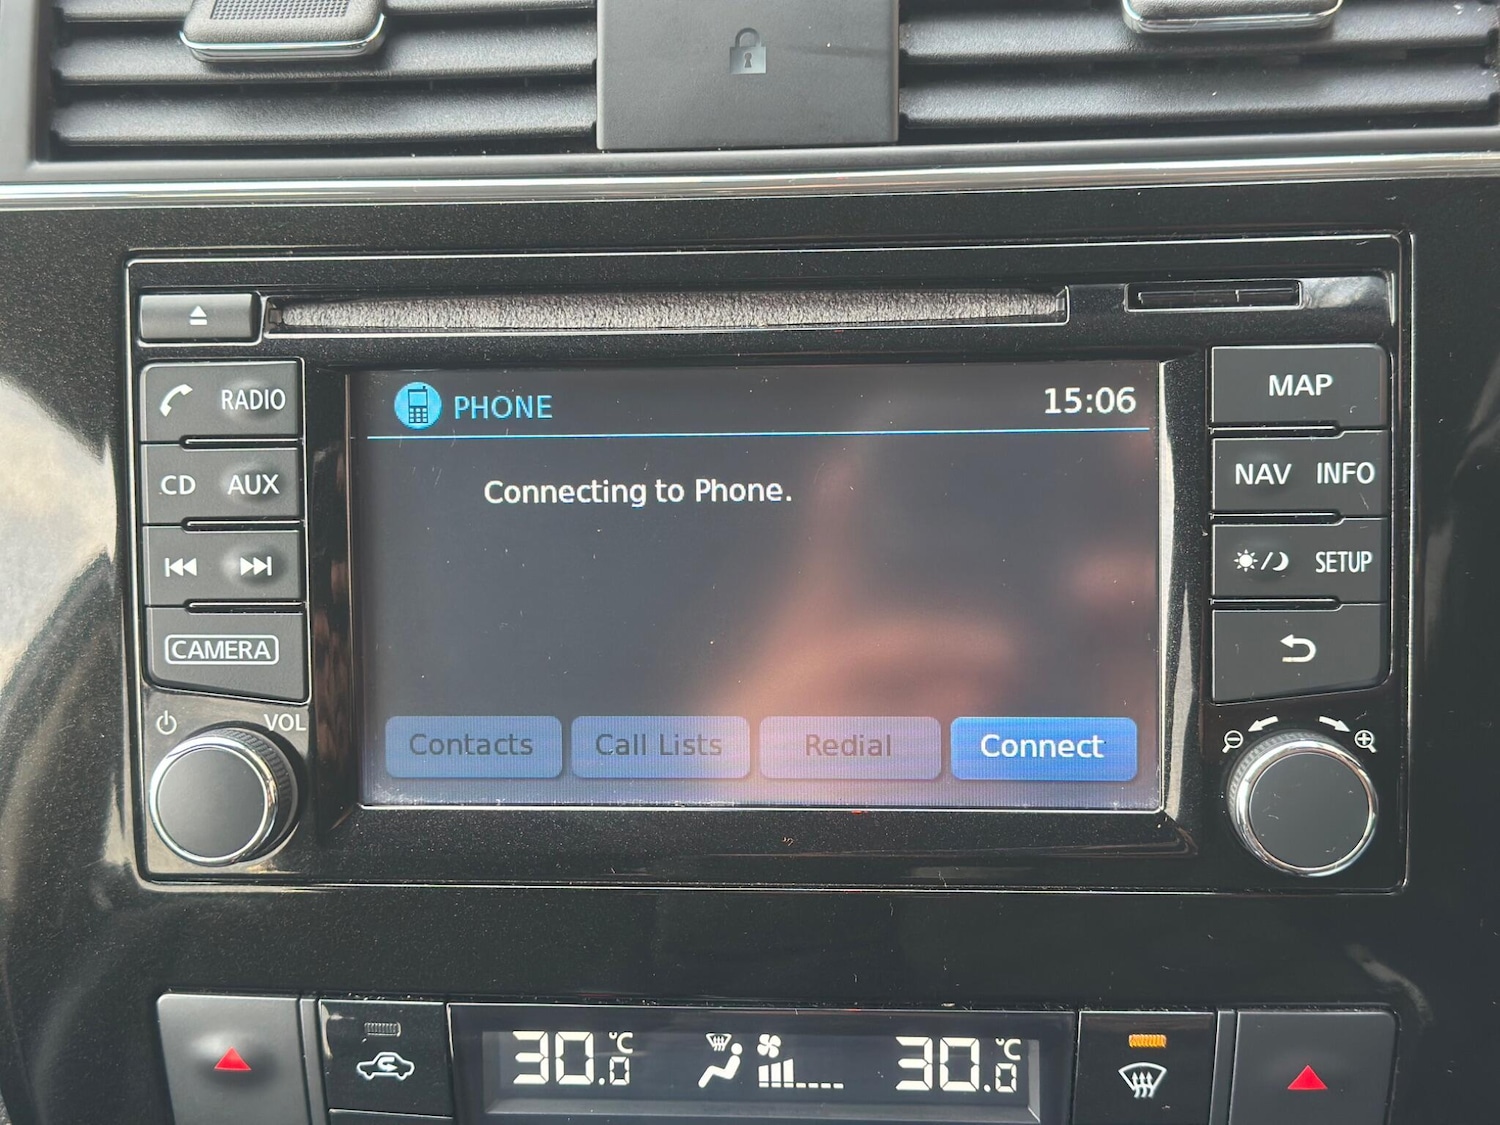 RADIO
CD AUX
CAMERA
VOL
PHONE 15:06
Connecting to Phone.
Contacts Call Lists Redial Connect
MAP
NAV INFO
SETUP
30.0 °C
30.0 °C